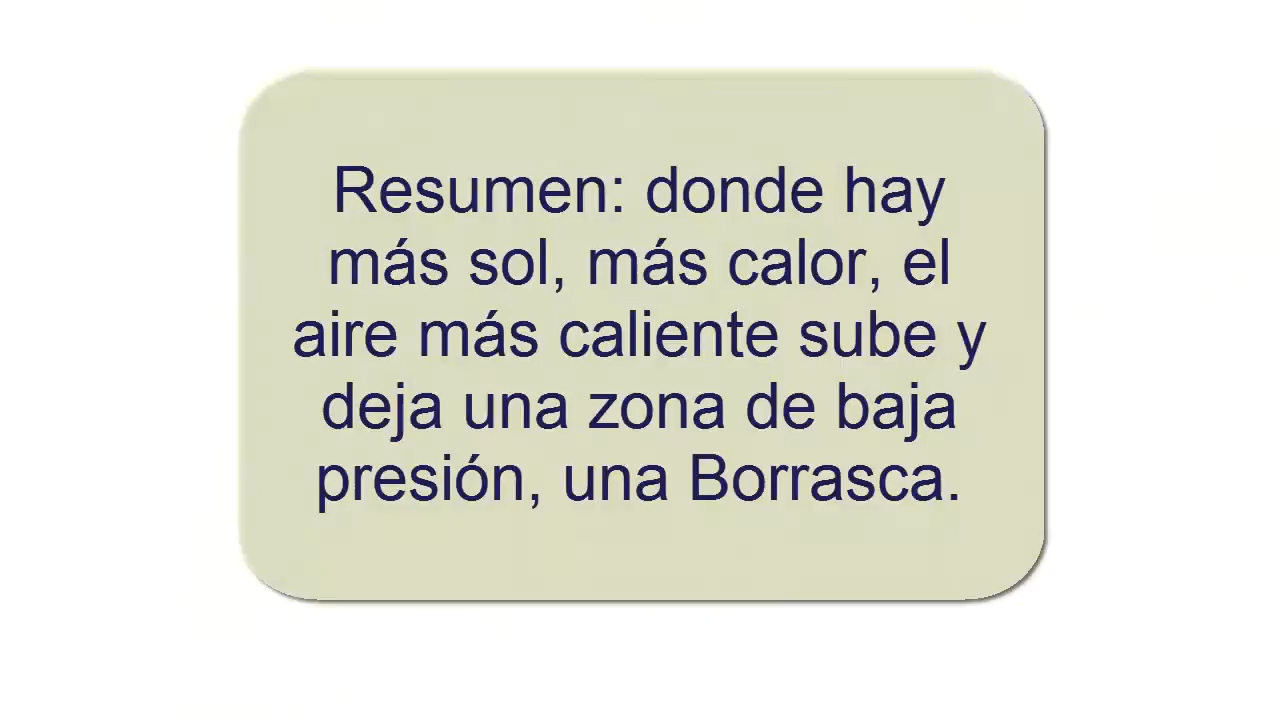 Resumen: donde hay
más sol, más calor, el
aire más caliente sube y
deja una zona de baja
presión, una Borrasca.